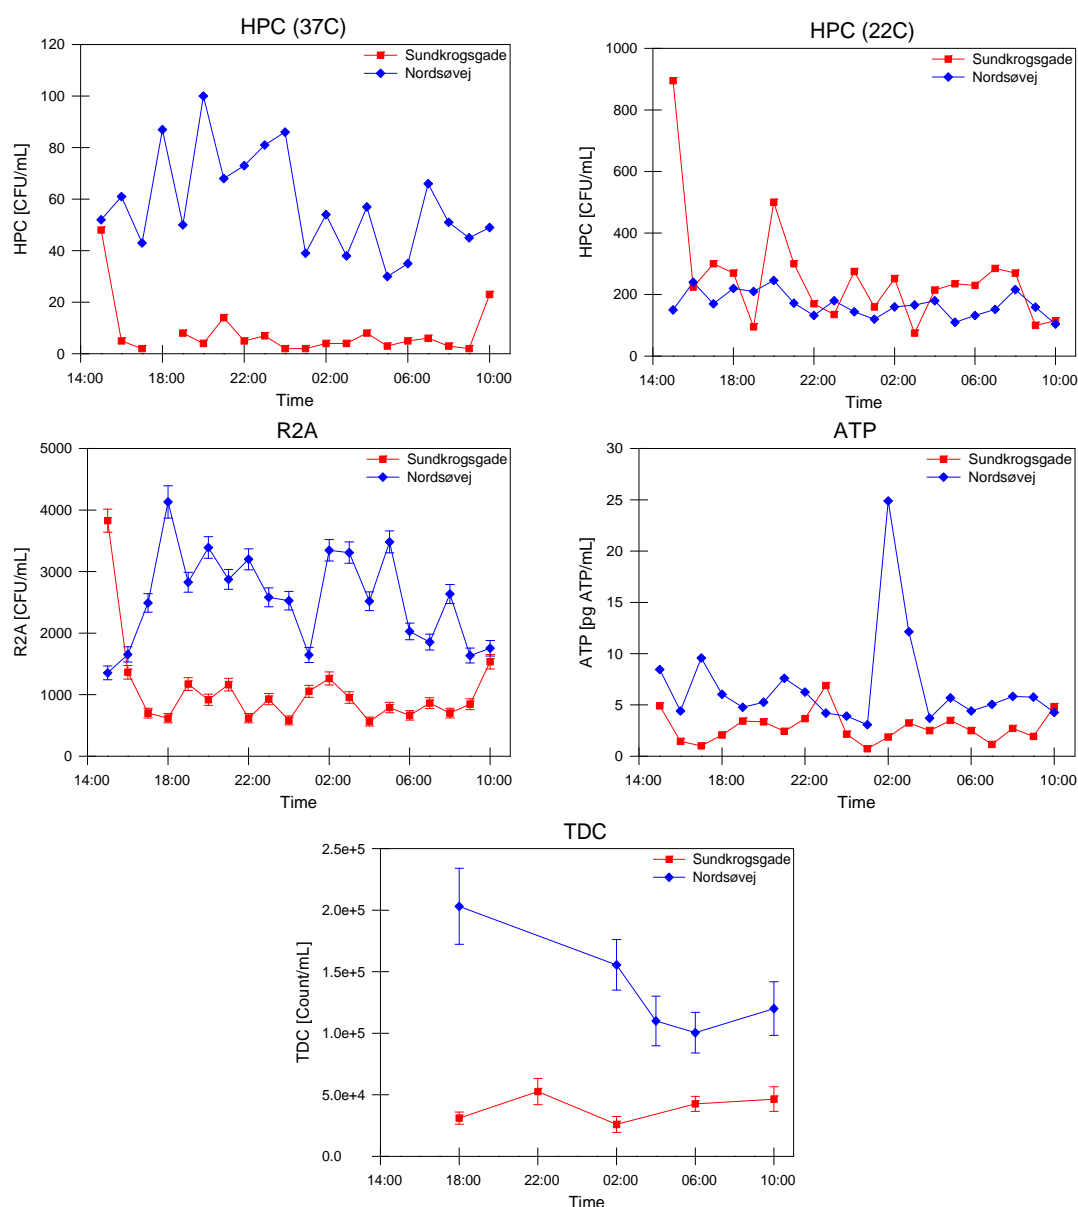 HPC (37C)
HPC [CFU/mL]
120
100
80
60
40
20
0
Sundkrogsgade
Nordsøvej
14:00 18:00 22:00 02:00 06:00 10:00
Time
HPC (22C)
HPC [CFU/mL]
1000
800
600
400
200
0
Sundkrogsgade
Nordsøvej
14:00 18:00 22:00 02:00 06:00 10:00
Time
R2A
R2A [CFU/mL]
5000
4000
3000
2000
1000
0
Sundkrogsgade
Nordsøvej
14:00 18:00 22:00 02:00 06:00 10:00
Time
ATP
ATP [pg ATP/mL]
30
25
20
15
10
5
0
Sundkrogsgade
Nordsøvej
14:00 18:00 22:00 02:00 06:00 10:00
Time
TDC
TDC [Count/mL]
2.5e+5
2.0e+5
1.5e+5
1.0e+5
5.0e+4
0.0
Sundkrogsgade
Nordsøvej
14:00 18:00 22:00 02:00 06:00 10:00
Time